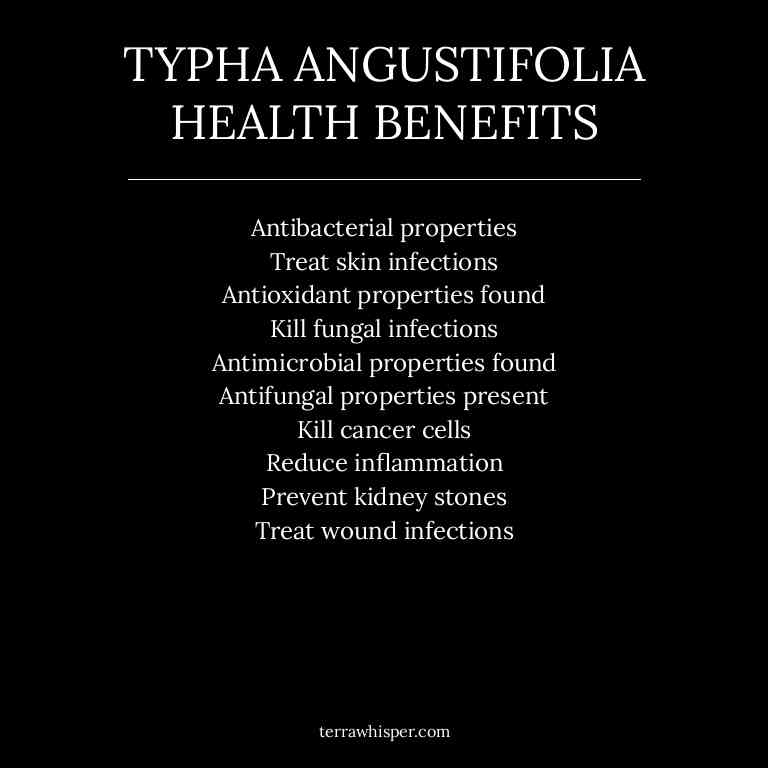 TYPHA ANGUSTIFOLIA
HEALTH BENEFITS
Antibacterial properties
Treat skin infections
Antioxidant properties found
Kill fungal infections
Antimicrobial properties found
Antifungal properties present
Kill cancer cells
Reduce inflammation
Prevent kidney stones
Treat wound infections
terrawhisper.com